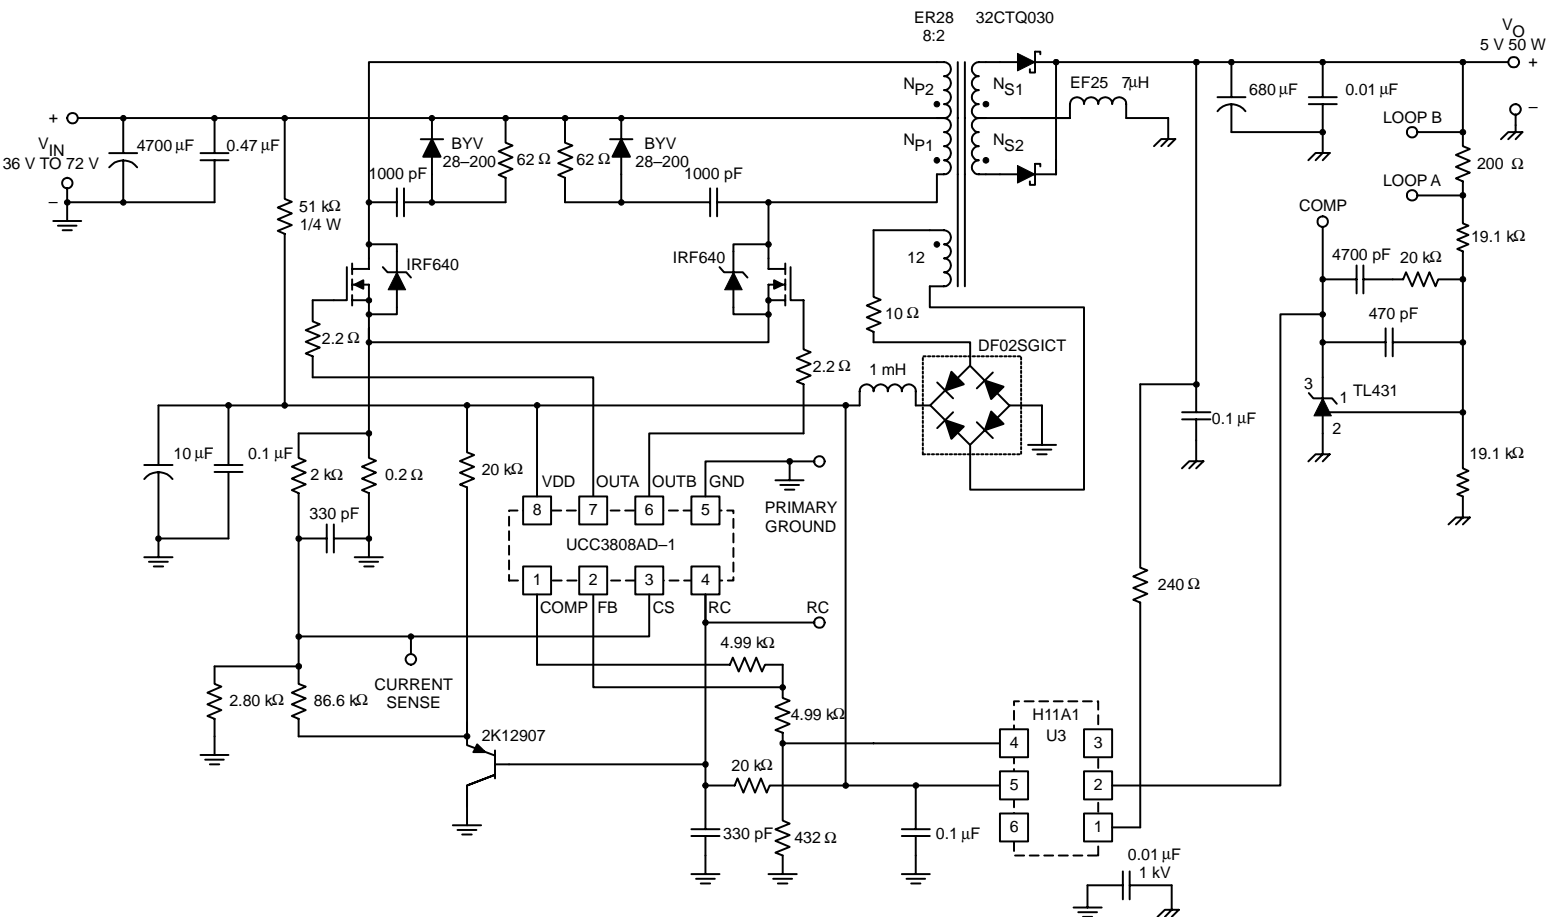 ER28 32CTQ030
8:2
V_O
5 V 50 W
+
N_P2
N_S1
EF25 7µH
680 µF
0.01 µF
LOOP B
–
+
V_IN
36 V TO 72 V
4700 µF
0.47 µF
BYV
28–200
62 Ω
62 Ω
BYV
28–200
N_P1
N_S2
1000 pF
1000 pF
200 Ω
LOOP A
–
51 kΩ
1/4 W
COMP
19.1 kΩ
IRF640
IRF640
12
4700 pF 20 kΩ
10 Ω
470 pF
2.2 Ω
2.2 Ω
DF02SGICT
1 mH
3
1
TL431
2
0.1 µF
10 µF
0.1 µF
2 kΩ
0.2 Ω
20 kΩ
19.1 kΩ
VDD
OUTA
OUTB
GND
8
7
6
5
PRIMARY
GROUND
330 pF
UCC3808AD–1
1
2
3
4
COMP
FB
CS
RC
RC
240 Ω
4.99 kΩ
CURRENT
SENSE
2.80 kΩ
86.6 kΩ
4.99 kΩ
2K12907
H11A1
U3
4
3
20 kΩ
5
2
330 pF
432 Ω
0.1 µF
6
1
0.01 µF
1 kV